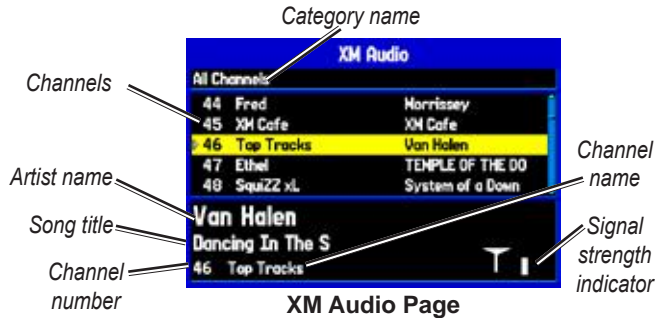 Category name
XM Audio
All Channels
Channels
44 Fred Morrissey
45 XM Cafe XM Cafe
46 Top Tracks Van Halen
47 Ethel TEMPLE OF THE DO
48 SquiZZ xL System of a Down
Channel
name
Artist name
Van Halen
Song title
Dancing In The S
Signal
strength
indicator
Channel
number
46 Top Tracks
XM Audio Page